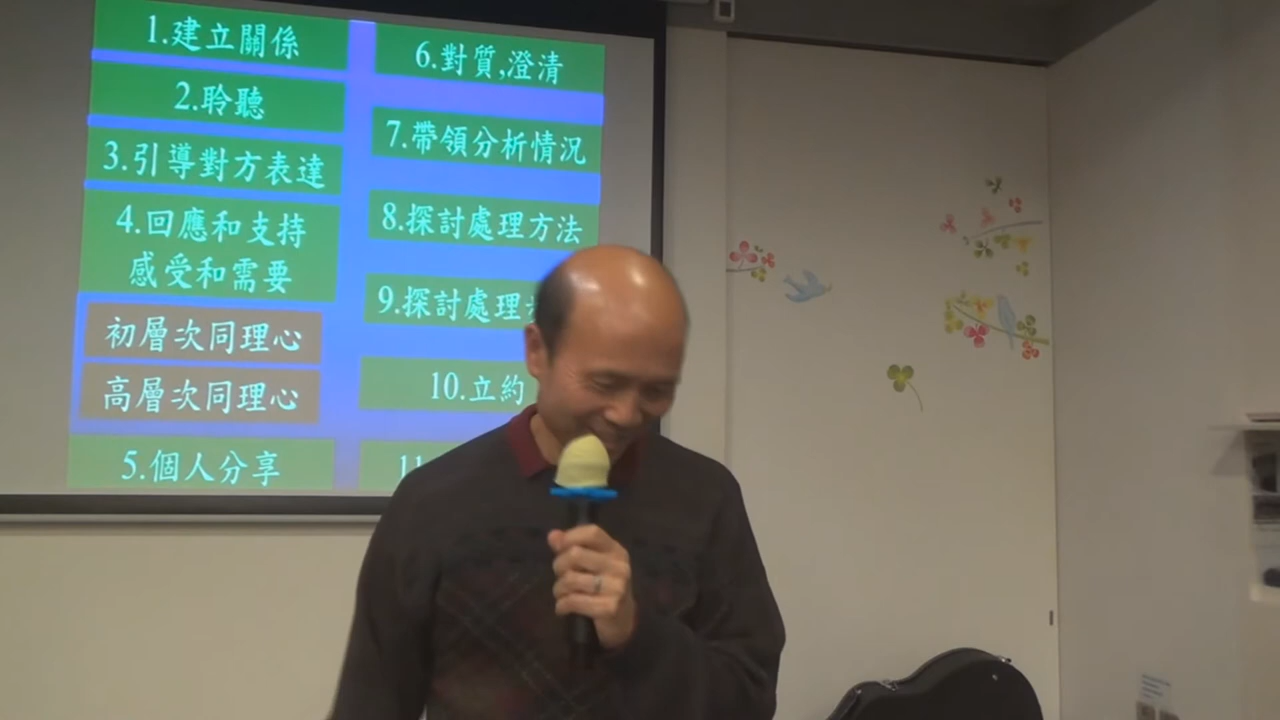 1.建立關係
2.聆聽
3.引導對方表達
4.回應和支持
感受和需要
初層次同理心
高層次同理心
5.個人分享
6.對質,澄清
7.帶領分析情況
8.探討處理方法
9.探討處理
10.立約
11